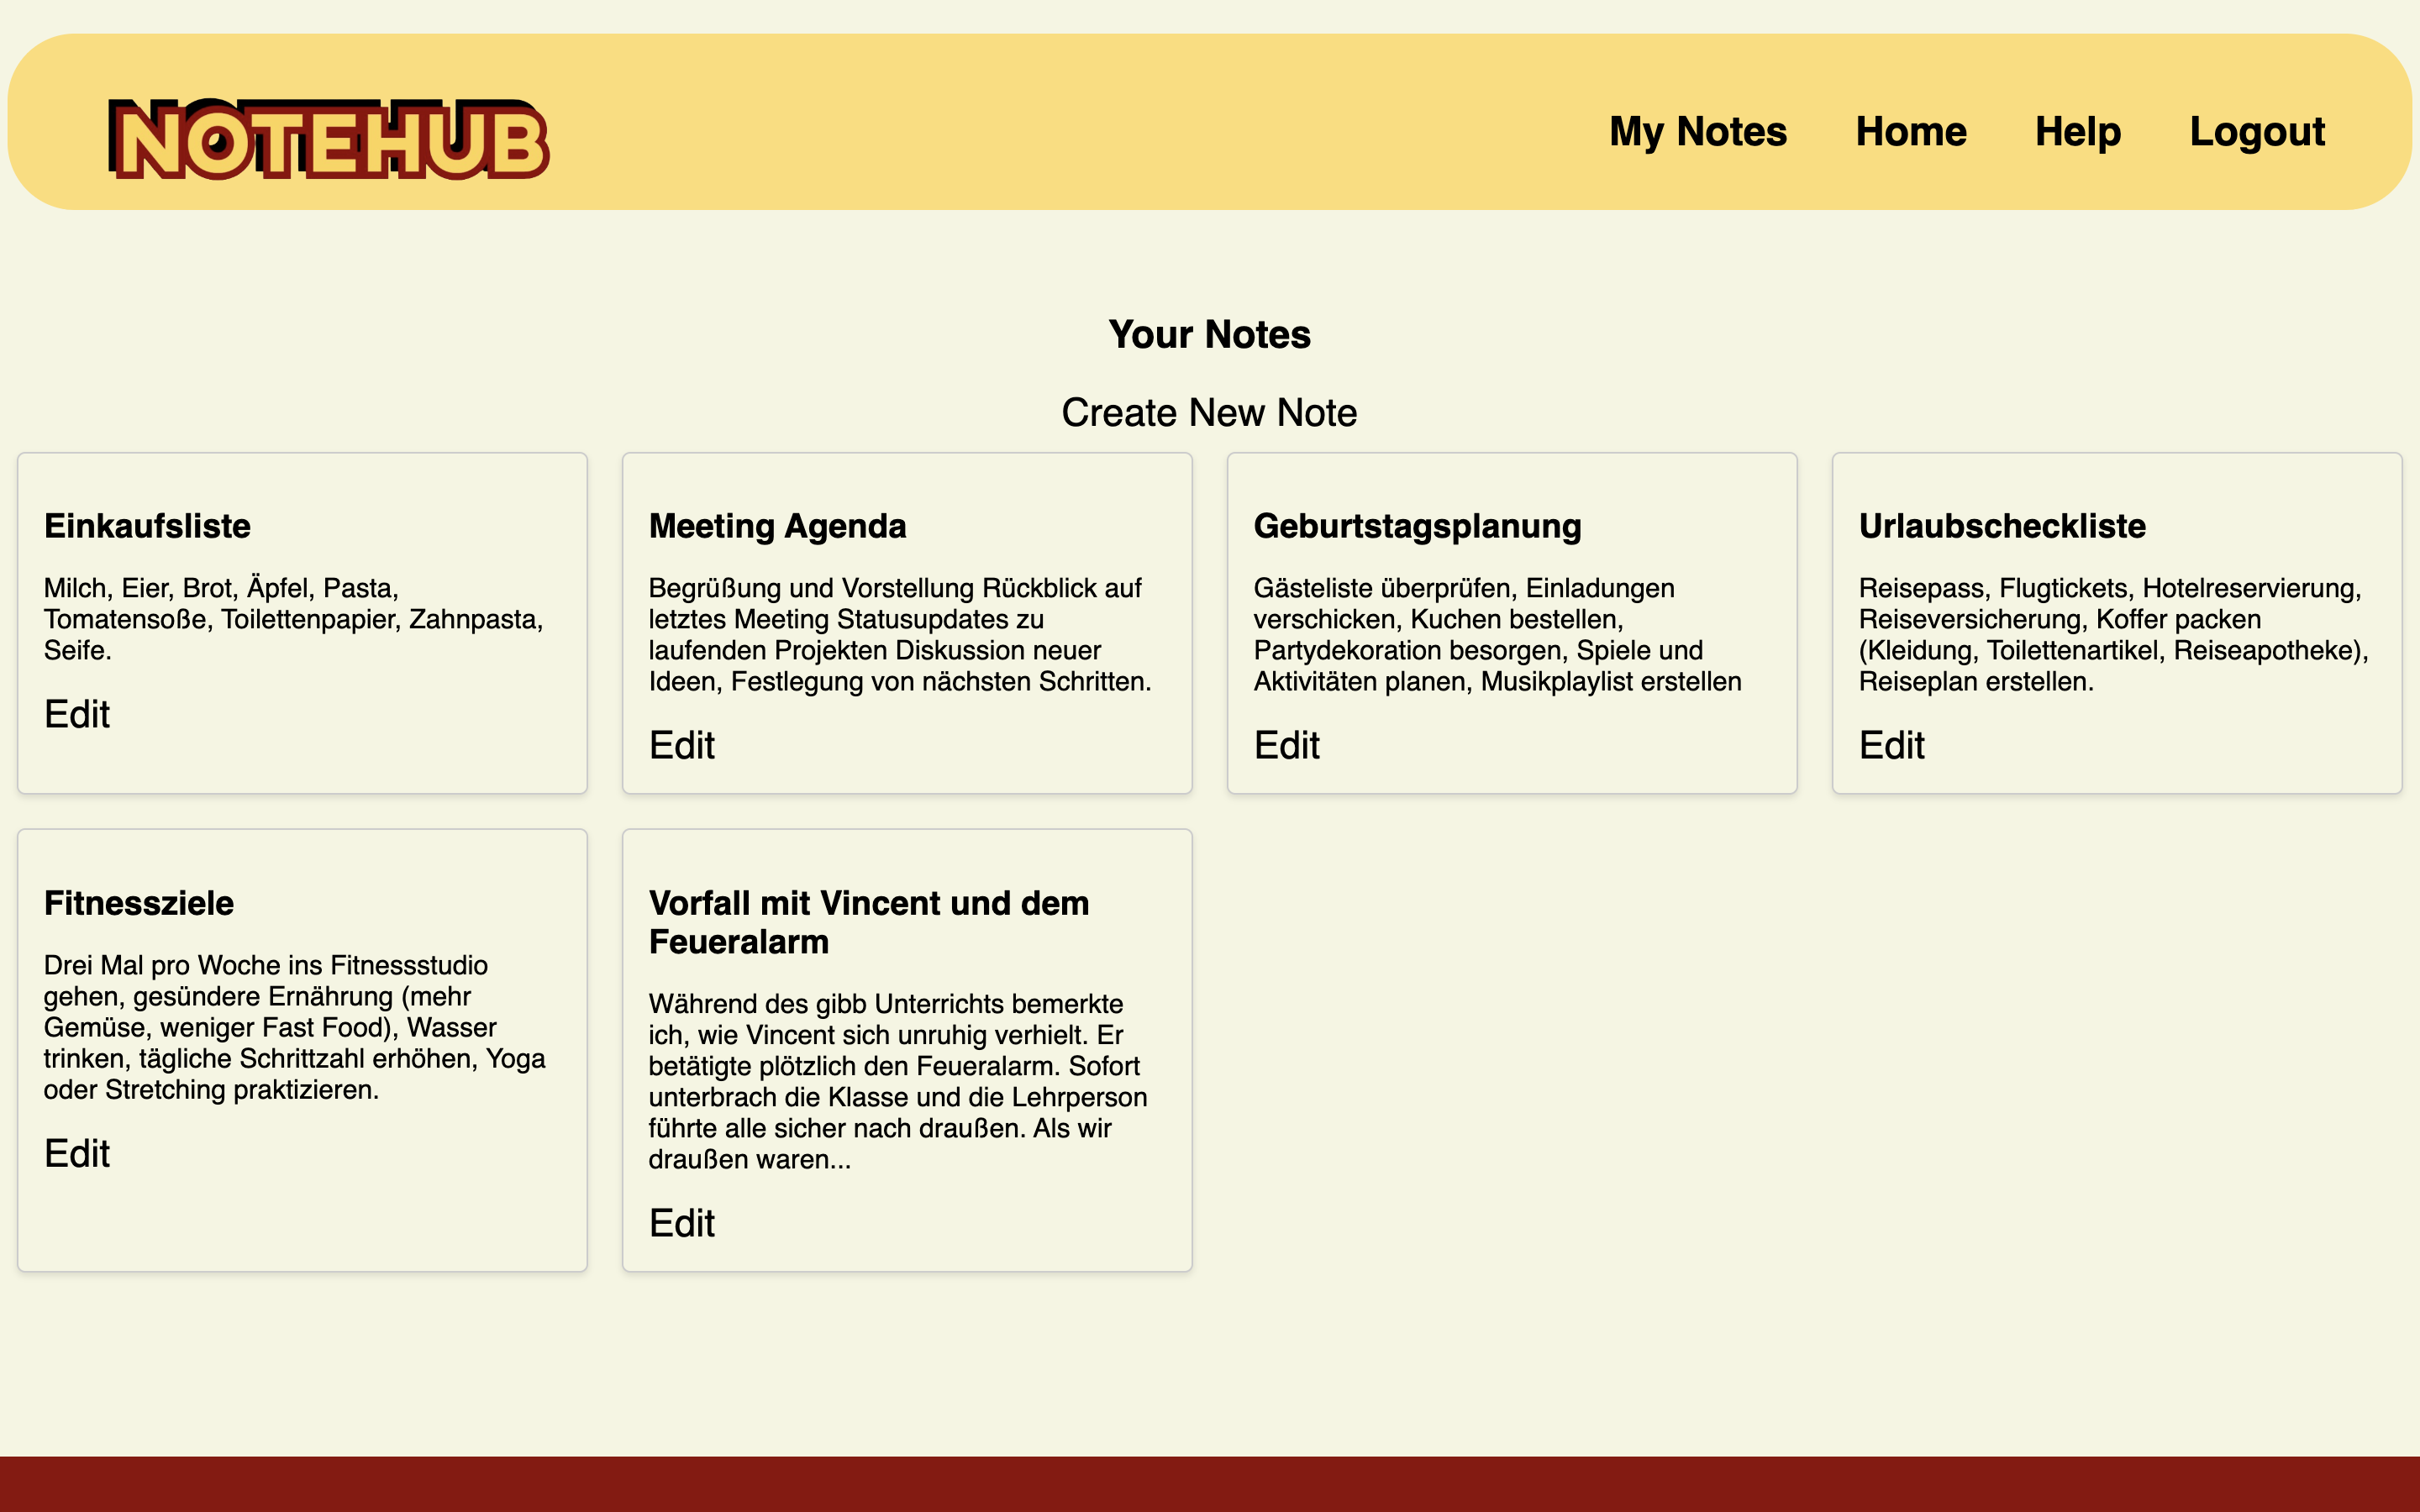 NOTEHUB
My Notes Home Help Logout
Your Notes
Create New Note
Einkaufsliste
Milch, Eier, Brot, Äpfel, Pasta,
Tomatensoße, Toilettenpapier, Zahnpasta,
Seife.
Edit
Meeting Agenda
Begrüßung und Vorstellung Rückblick auf
letztes Meeting Statusupdates zu
laufenden Projekten Diskussion neuer
Ideen, Festlegung von nächsten Schritten.
Edit
Geburtstagsplanung
Gästeliste überprüfen, Einladungen
verschicken, Kuchen bestellen,
Partydekoration besorgen, Spiele und
Aktivitäten planen, Musikplaylist erstellen
Edit
Urlaubscheckliste
Reisepass, Flugtickets, Hotelreservierung,
Reiseversicherung, Koffer packen
(Kleidung, Toilettenartikel, Reiseapotheke),
Reiseplan erstellen.
Edit
Fitnessziele
Drei Mal pro Woche ins Fitnessstudio
gehen, gesündere Ernährung (mehr
Gemüse, weniger Fast Food), Wasser
trinken, tägliche Schrittzahl erhöhen, Yoga
oder Stretching praktizieren.
Edit
Vorfall mit Vincent und dem
Feueralarm
Während des gibb Unterrichts bemerkte
ich, wie Vincent sich unruhig verhielt. Er
betätigte plötzlich den Feueralarm. Sofort
unterbrach die Klasse und die Lehrperson
führte alle sicher nach draußen. Als wir
draußen waren...
Edit